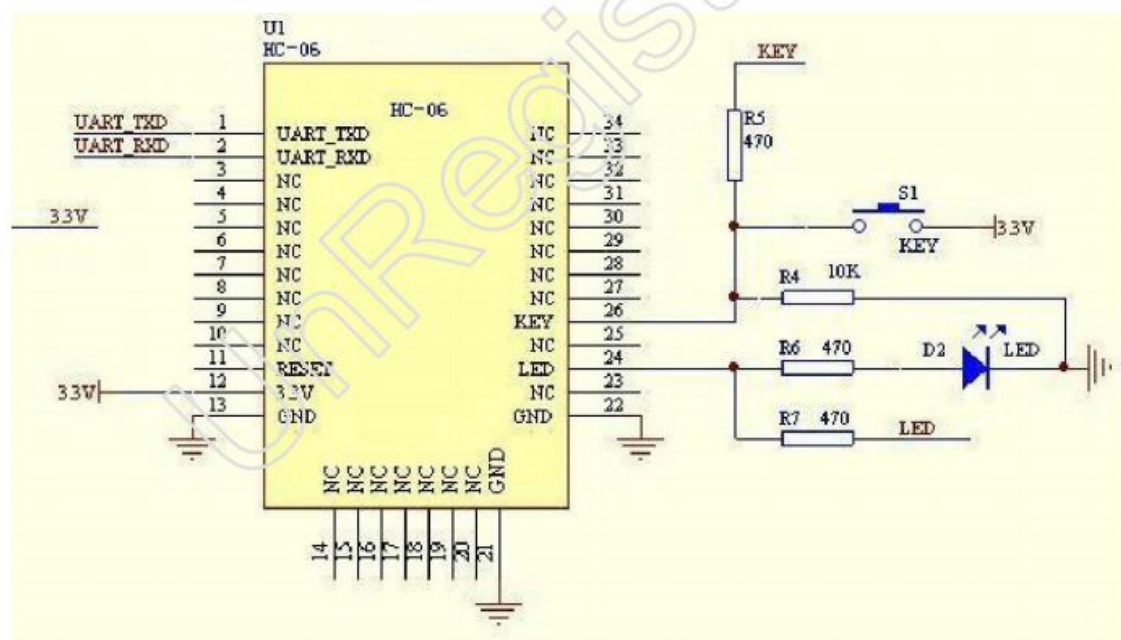 U1
HC-06
HC-06
UART_TXD 1 UART_TXD
UART_RXD 2 UART_RXD
3 NC
4 NC
33V
5 NC
6 NC
7 NC
8 NC
9 NC
10 NC
11 RESET
33V 12 3.3V
13 GND
NC 34
NC 33
NC 32
NC 31
NC 30
NC 29
NC 28
NC 27
KEY 26
NC 25
LED 24
NC 23
GND 22
NC NC NC NC NC NC NC GND
14 15 16 17 18 19 20 21
KEY
R5
470
S1
KEY
33V
R4 10K
R6 470
D2 LED
R7 470
LED
UnRegis